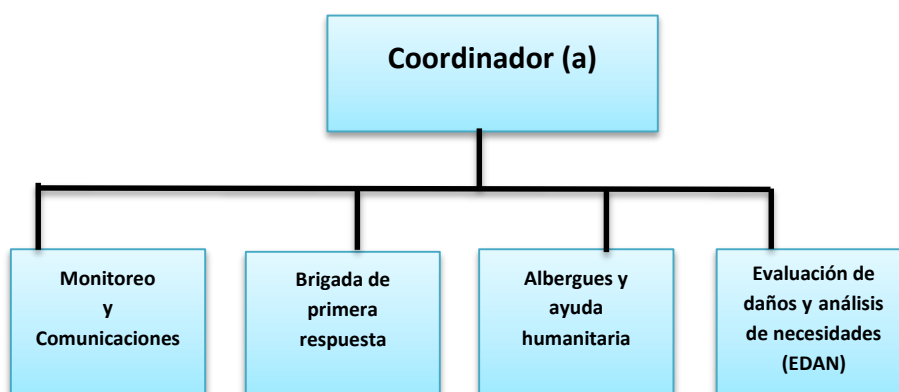 Coordinador (a)
Monitoreo
y
Comunicaciones
Brigada de
primera
respuesta
Albergues y
ayuda
humanitaria
Evaluación de
daños y análisis
de necesidades
(EDAN)